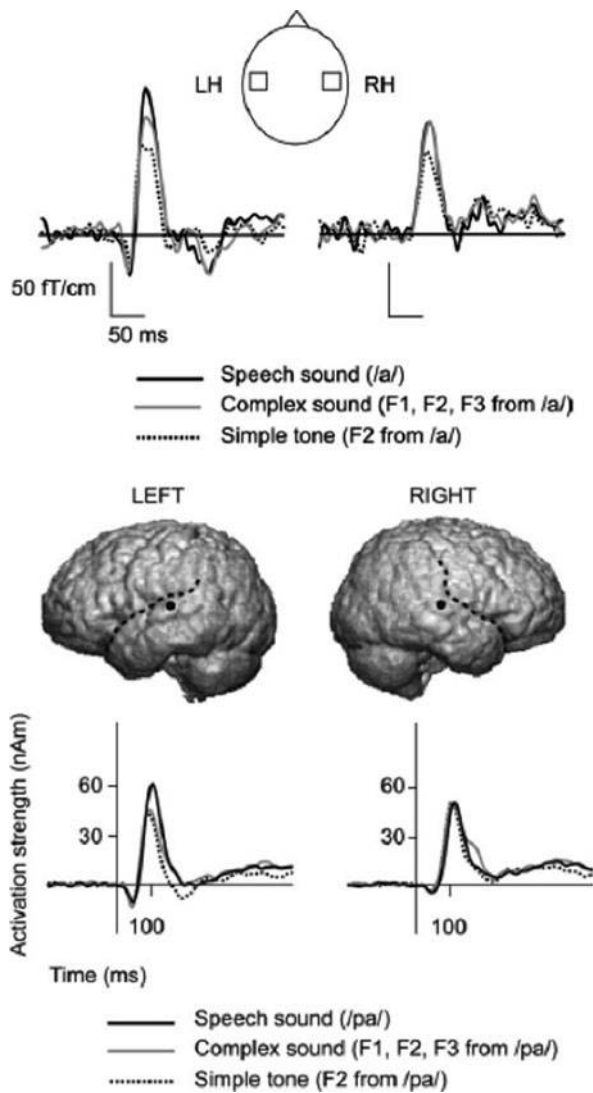 LH RH
50 fT/cm
50 ms
Speech sound (/a/)
Complex sound (F1, F2, F3 from /a/)
Simple tone (F2 from /a/)
LEFT RIGHT
Activation strength (nAm)
60 60
30 30
100 100
Time (ms)
Speech sound (/pa/)
Complex sound (F1, F2, F3 from /pa/)
Simple tone (F2 from /pa/)